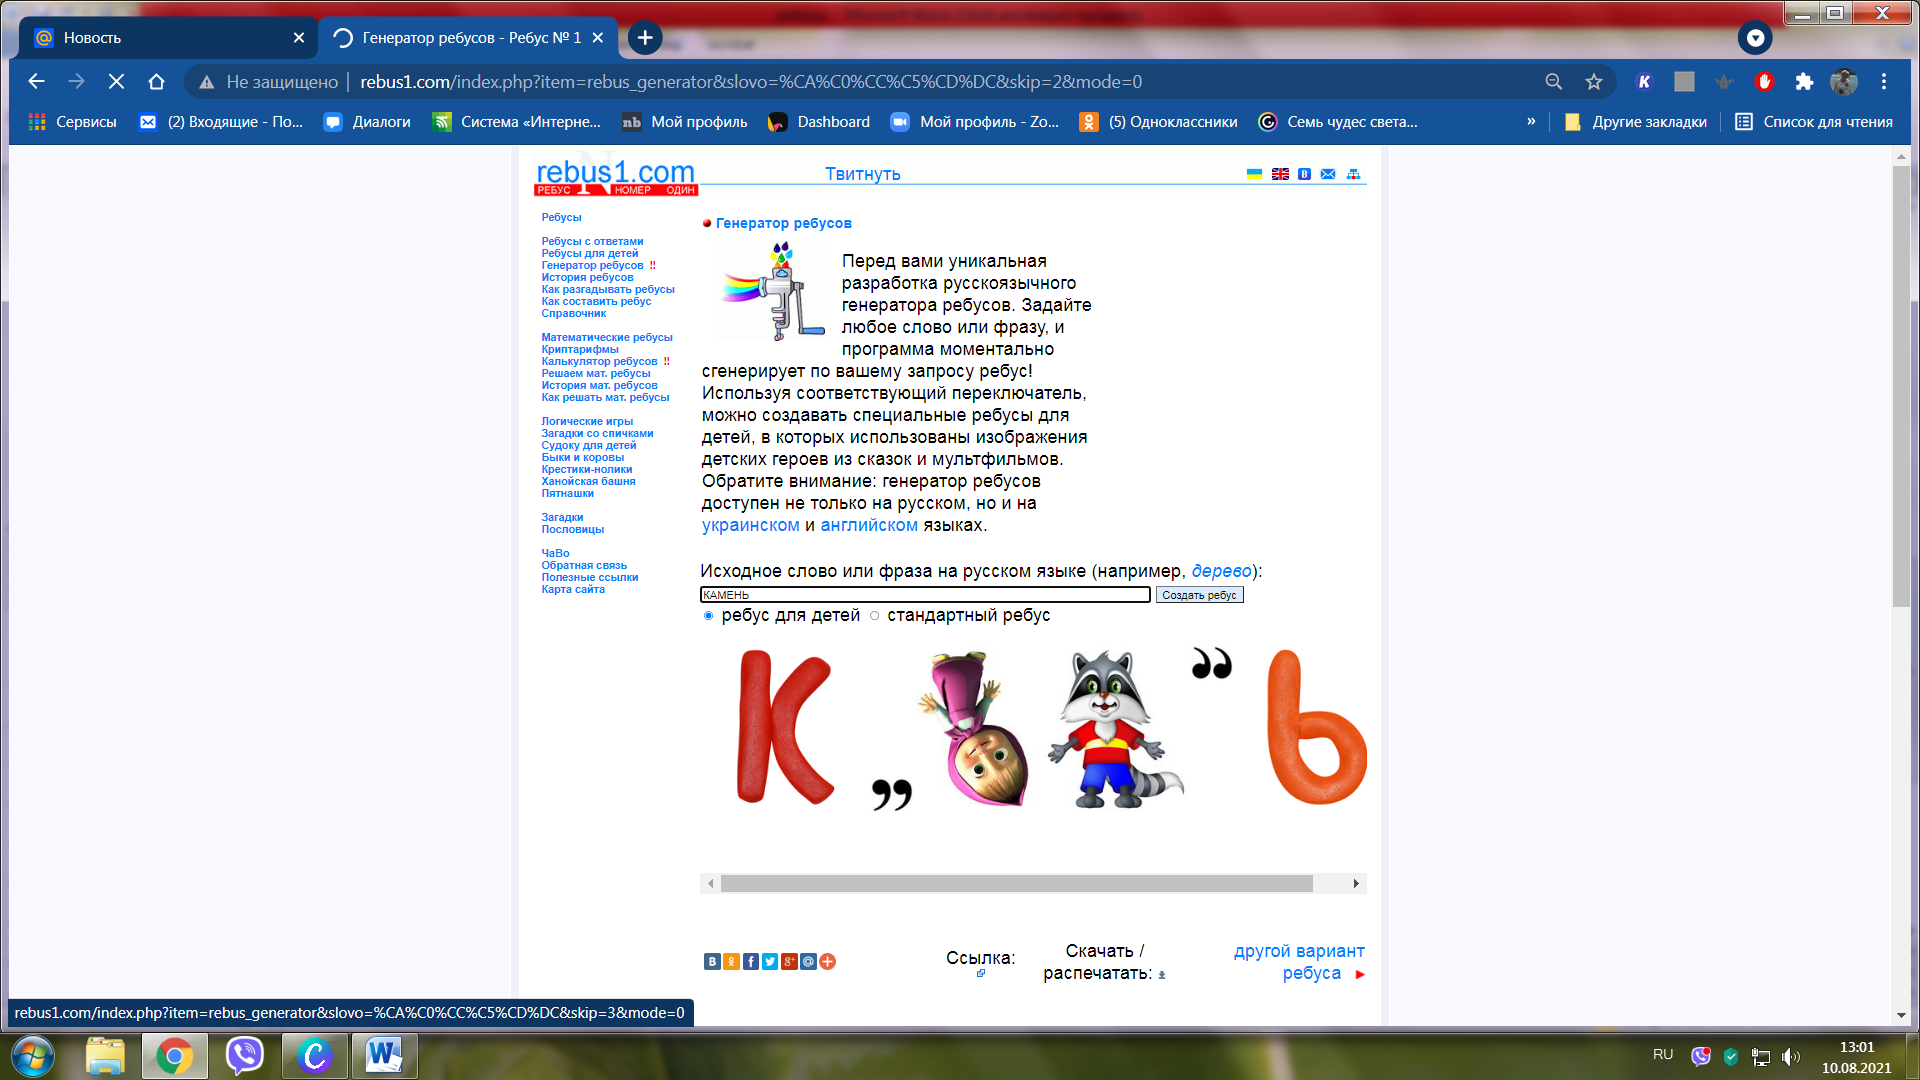 Новость
Генератор ребусов - Ребус № 1
Не защищено | rebus1.com/index.php?item=rebus_generator&slovo=%CA%C0%CC%C5%CD%DC&skip=2&mode=0
Сервисы
(2) Входящие - По...
Диалоги
Система «Интерне...
nb Мой профиль
Dashboard
Мой профиль - Zo...
(5) Одноклассники
Семь чудес света...
»
Другие закладки
Список для чтения
rebus1.com
РЕБУС НОМЕР ОДИН
Твитнуть
Ребусы
Ребусы с ответами
Ребусы для детей
Генератор ребусов !!
История ребусов
Как разгадывать ребусы
Как составить ребус
Справочник
Математические ребусы
Криптарифмы
Калькулятор ребусов !!
Решаем мат. ребусы
История мат. ребусов
Как решать мат. ребусы
Логические игры
Загадки со спичками
Судоку для детей
Быки и коровы
Крестики-нолики
Ханойская башня
Пятнашки
Загадки
Пословицы
ЧаВо
Обратная связь
Полезные ссылки
Карта сайта
Генератор ребусов
Перед вами уникальная
разработка русскоязычного
генератора ребусов. Задайте
любое слово или фразу, и
программа моментально
сгенерирует по вашему запросу ребус!
Используя соответствующий переключатель,
можно создавать специальные ребусы для
детей, в которых использованы изображения
детских героев из сказок и мультфильмов.
Обратите внимание: генератор ребусов
доступен не только на русском, но и на
украинском и английском языках.
Исходное слово или фраза на русском языке (например, дерево):
КАМЕНЬ
Создать ребус
ребус для детей стандартный ребус
К ,, ,, Ь
Ссылка:
Скачать /
распечатать:
другой вариант
ребуса
rebus1.com/index.php?item=rebus_generator&slovo=%CA%C0%CC%C5%CD%DC&skip=3&mode=0
RU
13:01
10.08.2021